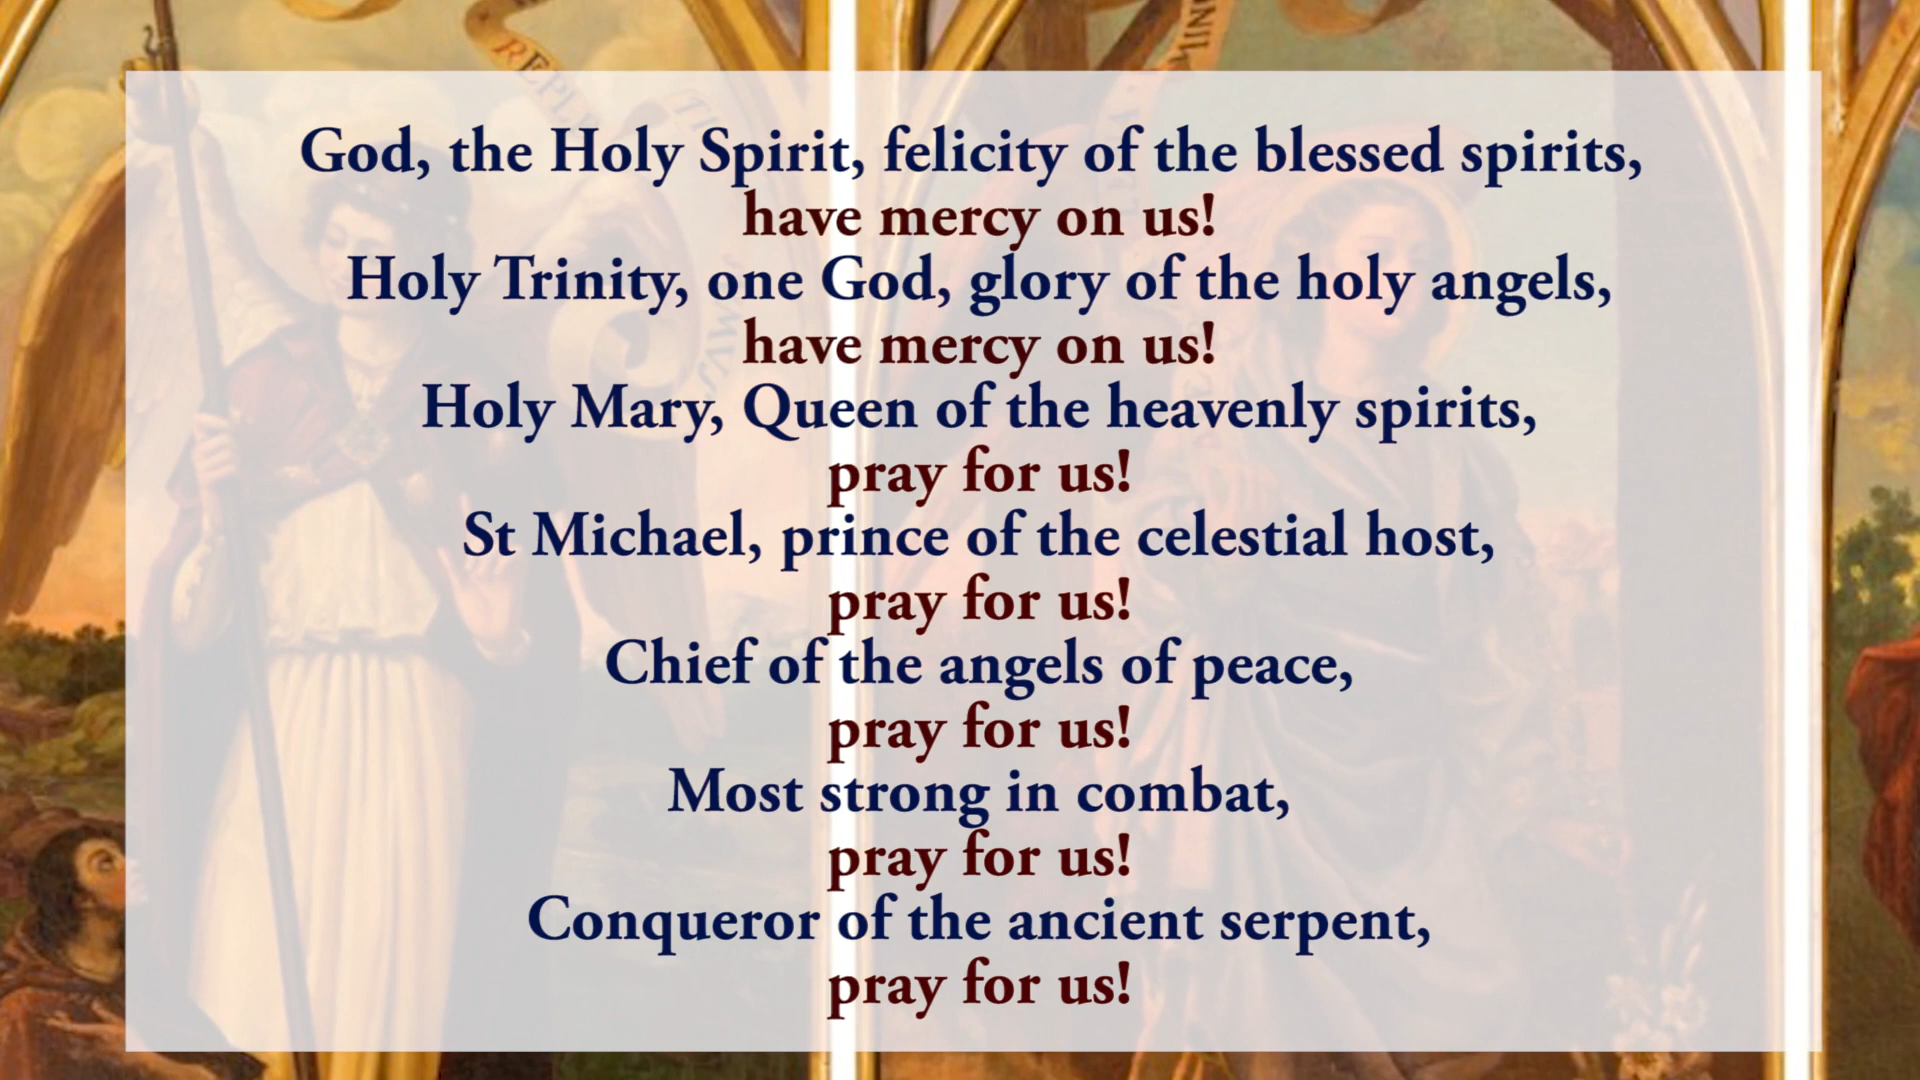 God, the Holy Spirit, felicity of the blessed spirits,
have mercy on us!
Holy Trinity, one God, glory of the holy angels,
have mercy on us!
Holy Mary, Queen of the heavenly spirits,
pray for us!
St Michael, prince of the celestial host,
pray for us!
Chief of the angels of peace,
pray for us!
Most strong in combat,
pray for us!
Conqueror of the ancient serpent,
pray for us!